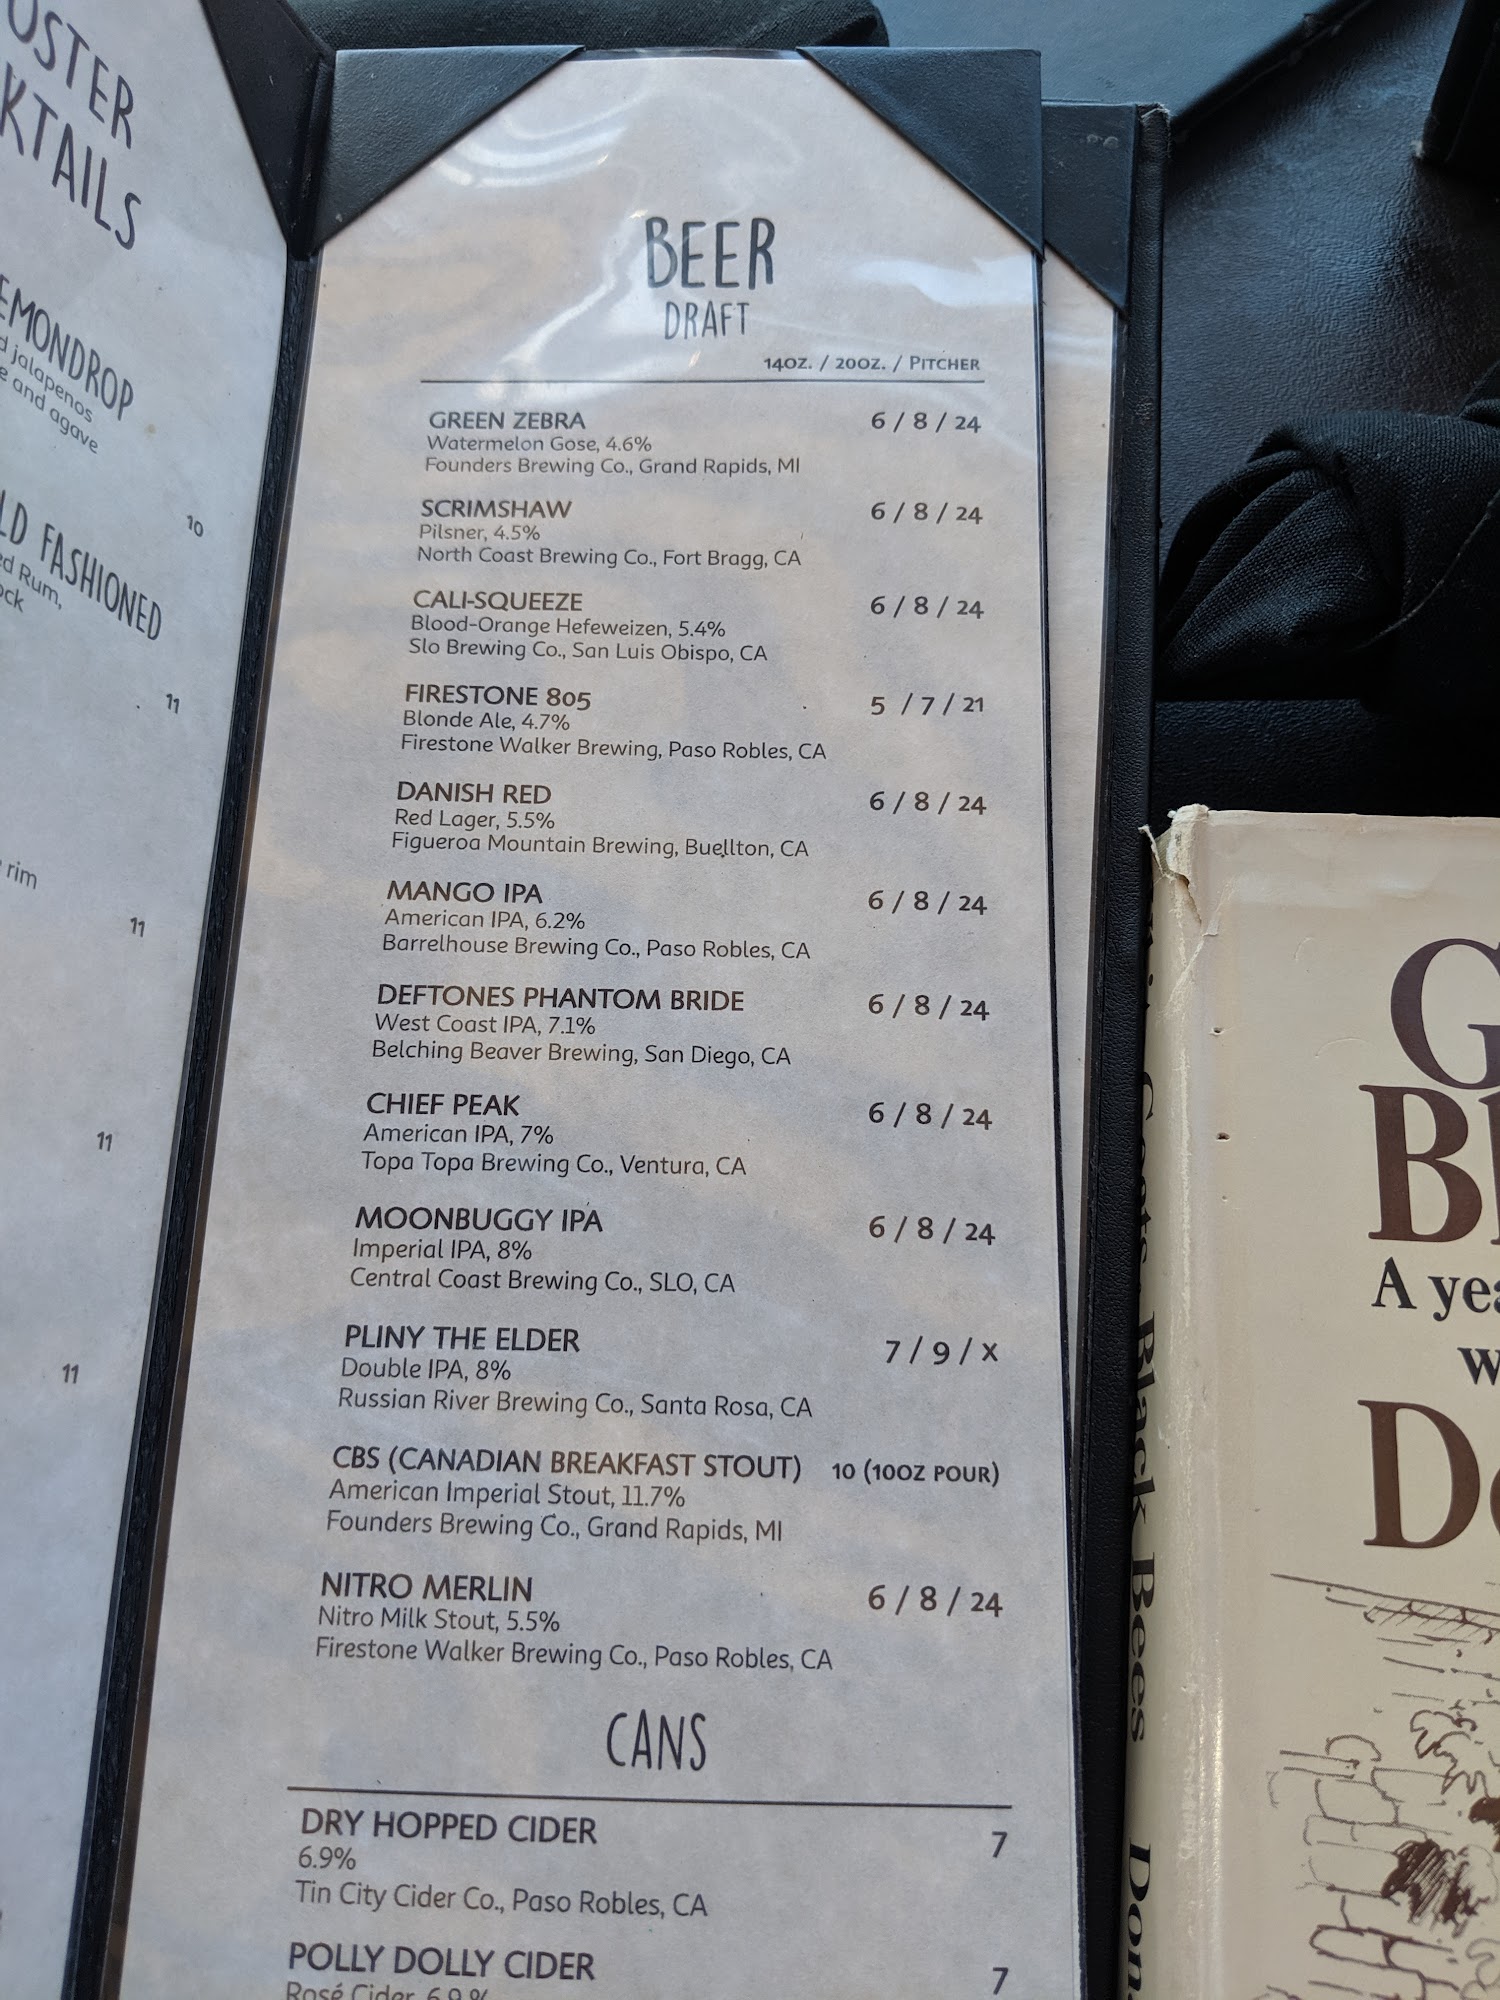 OSTER
KTAILS
EMONDROP
d jalapenos
e and agave
10
LD FASHIONED
ed Rum,
ock
11
rim
11
11
11
BEER
DRAFT
14OZ. / 20OZ. / PITCHER
GREEN ZEBRA 6 / 8 / 24
Watermelon Gose, 4.6%
Founders Brewing Co., Grand Rapids, MI
SCRIMSHAW 6 / 8 / 24
Pilsner, 4.5%
North Coast Brewing Co., Fort Bragg, CA
CALI-SQUEEZE 6 / 8 / 24
Blood-Orange Hefeweizen, 5.4%
Slo Brewing Co., San Luis Obispo, CA
FIRESTONE 805 5 / 7 / 21
Blonde Ale, 4.7%
Firestone Walker Brewing, Paso Robles, CA
DANISH RED 6 / 8 / 24
Red Lager, 5.5%
Figueroa Mountain Brewing, Buellton, CA
MANGO IPA 6 / 8 / 24
American IPA, 6.2%
Barrelhouse Brewing Co., Paso Robles, CA
DEFTONES PHANTOM BRIDE 6 / 8 / 24
West Coast IPA, 7.1%
Belching Beaver Brewing, San Diego, CA
CHIEF PEAK 6 / 8 / 24
American IPA, 7%
Topa Topa Brewing Co., Ventura, CA
MOONBUGGY IPA 6 / 8 / 24
Imperial IPA, 8%
Central Coast Brewing Co., SLO, CA
PLINY THE ELDER 7 / 9 / X
Double IPA, 8%
Russian River Brewing Co., Santa Rosa, CA
CBS (CANADIAN BREAKFAST STOUT) 10 (10OZ POUR)
American Imperial Stout, 11.7%
Founders Brewing Co., Grand Rapids, MI
NITRO MERLIN 6 / 8 / 24
Nitro Milk Stout, 5.5%
Firestone Walker Brewing Co., Paso Robles, CA
CANS
DRY HOPPED CIDER 7
6.9%
Tin City Cider Co., Paso Robles, CA
POLLY DOLLY CIDER 7
Rosé Cider, 6.9 %
Black Bees Dona
G
Bl
A yea
w
De